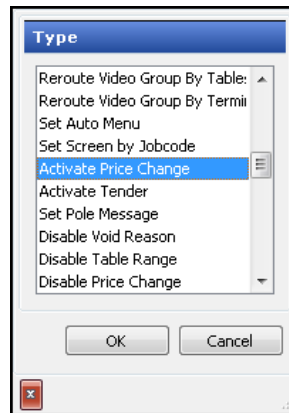 Type
Reroute Video Group By Table:
Reroute Video Group By Termi
Set Auto Menu
Set Screen by Jobcode
Activate Price Change
Activate Tender
Set Pole Message
Disable Void Reason
Disable Table Range
Disable Price Change
OK Cancel
x